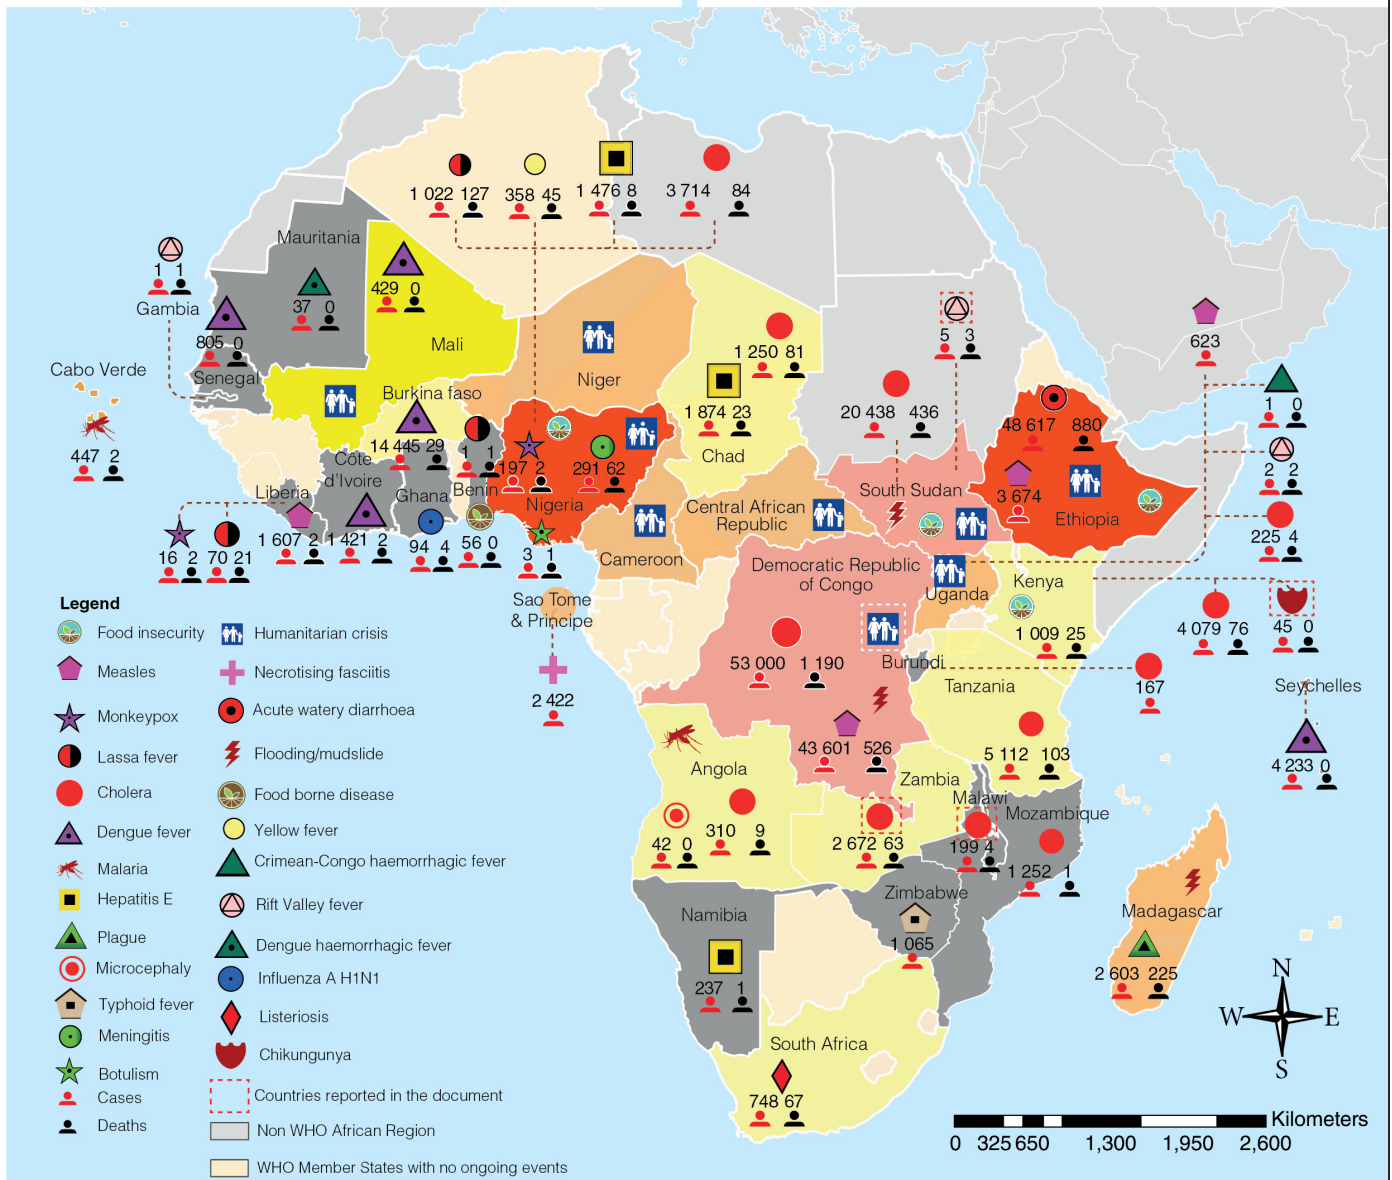 1 022 127
358 45
1 476 8
3 714 84
Mauritania
37 0
429 0
Mali
1 1
Gambia
805 0
Senegal
Cabo Verde
447 2
Niger
1 250 81
1 874 23
Chad
5 3
20 438 436
623
1 0
2 2
225 4
48 617 880
3 674
Ethiopia
Burkina faso
14 445 29
1 1
197 2
291 62
Nigeria
Côte
d'Ivoire
Ghana
Benin
Liberia
16 2
70 21
1 607 2
1 421 2
94 4
56 0
3 1
Cameroon
Central African
Republic
South Sudan
Democratic Republic
of Congo
Uganda
Kenya
1 009 25
4 079 76
45 0
Sao Tome
& Principe
2 422
53 000 1 190
Burundi
167
Tanzania
5 112 103
Seychelles
4 233 0
43 601 526
Angola
42 0
310 9
Zambia
2 672 63
Malawi
199 4
Mozambique
1 252 1
Zimbabwe
1 065
Namibia
237 1
Madagascar
2 603 225
South Africa
748 67
Legend
Food insecurity
Measles
Monkeypox
Lassa fever
Cholera
Dengue fever
Malaria
Hepatitis E
Plague
Microcephaly
Typhoid fever
Meningitis
Botulism
Cases
Deaths
Humanitarian crisis
Necrotising fasciitis
Acute watery diarrhoea
Flooding/mudslide
Food borne disease
Yellow fever
Crimean-Congo haemorrhagic fever
Rift Valley fever
Dengue haemorrhagic fever
Influenza A H1N1
Listeriosis
Chikungunya
Countries reported in the document
Non WHO African Region
WHO Member States with no ongoing events
N
W E
S
Kilometers
0 325 650 1,300 1,950 2,600